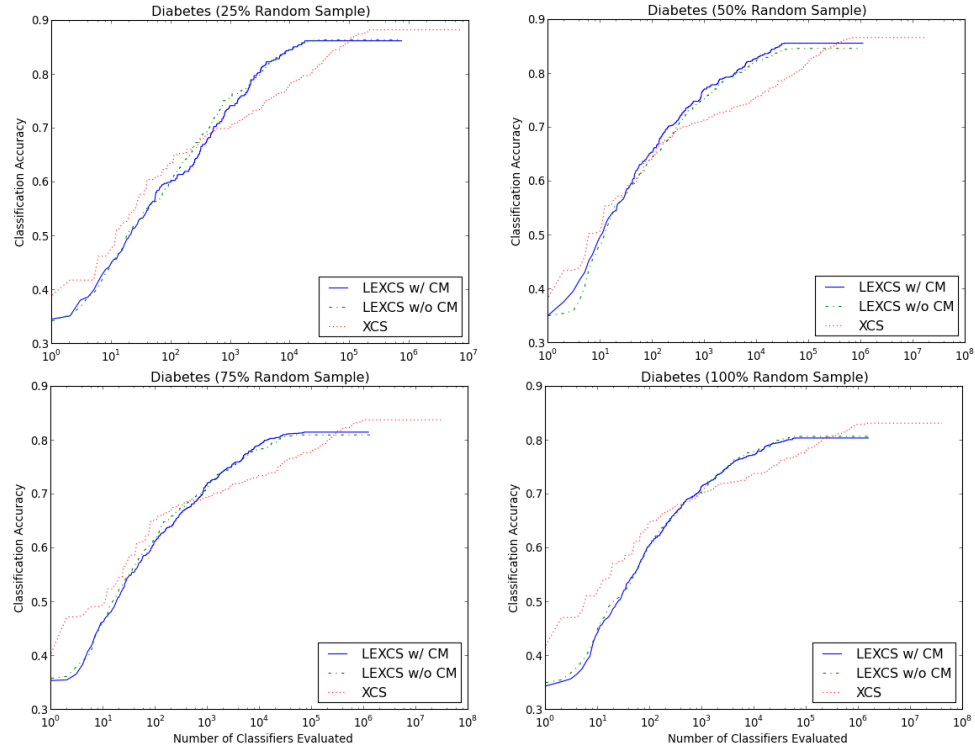 Diabetes (25% Random Sample)
Classification Accuracy
0.9
0.8
0.7
0.6
0.5
0.4
0.3
LEXCS w/ CM
LEXCS w/o CM
XCS
10^0 10^1 10^2 10^3 10^4 10^5 10^6 10^7
Diabetes (50% Random Sample)
Classification Accuracy
0.9
0.8
0.7
0.6
0.5
0.4
0.3
LEXCS w/ CM
LEXCS w/o CM
XCS
10^0 10^1 10^2 10^3 10^4 10^5 10^6 10^7 10^8
Diabetes (75% Random Sample)
Classification Accuracy
0.9
0.8
0.7
0.6
0.5
0.4
0.3
LEXCS w/ CM
LEXCS w/o CM
XCS
10^0 10^1 10^2 10^3 10^4 10^5 10^6 10^7 10^8
Number of Classifiers Evaluated
Diabetes (100% Random Sample)
Classification Accuracy
0.9
0.8
0.7
0.6
0.5
0.4
0.3
LEXCS w/ CM
LEXCS w/o CM
XCS
10^0 10^1 10^2 10^3 10^4 10^5 10^6 10^7 10^8
Number of Classifiers Evaluated